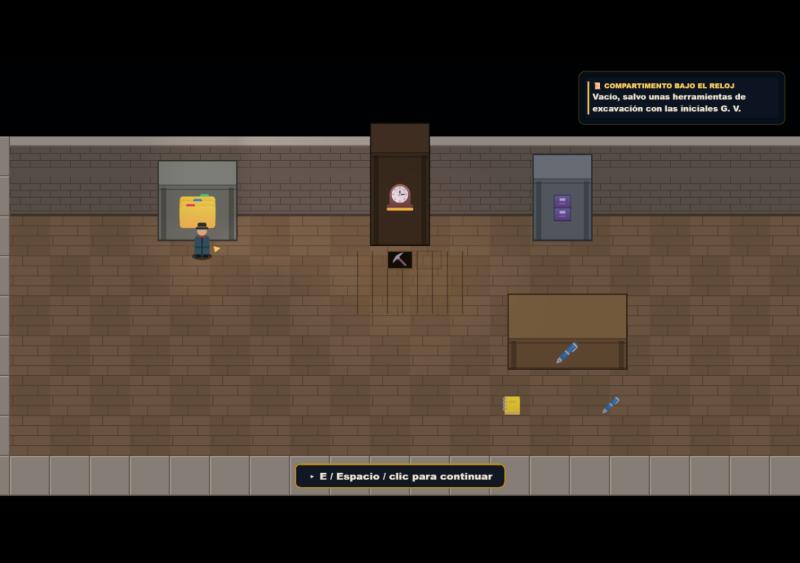 COMPARTIMENTO BAJO EL RELOJ
Vacío, salvo unas herramientas de
excavación con las iniciales G. V.
E / Espacio / clic para continuar